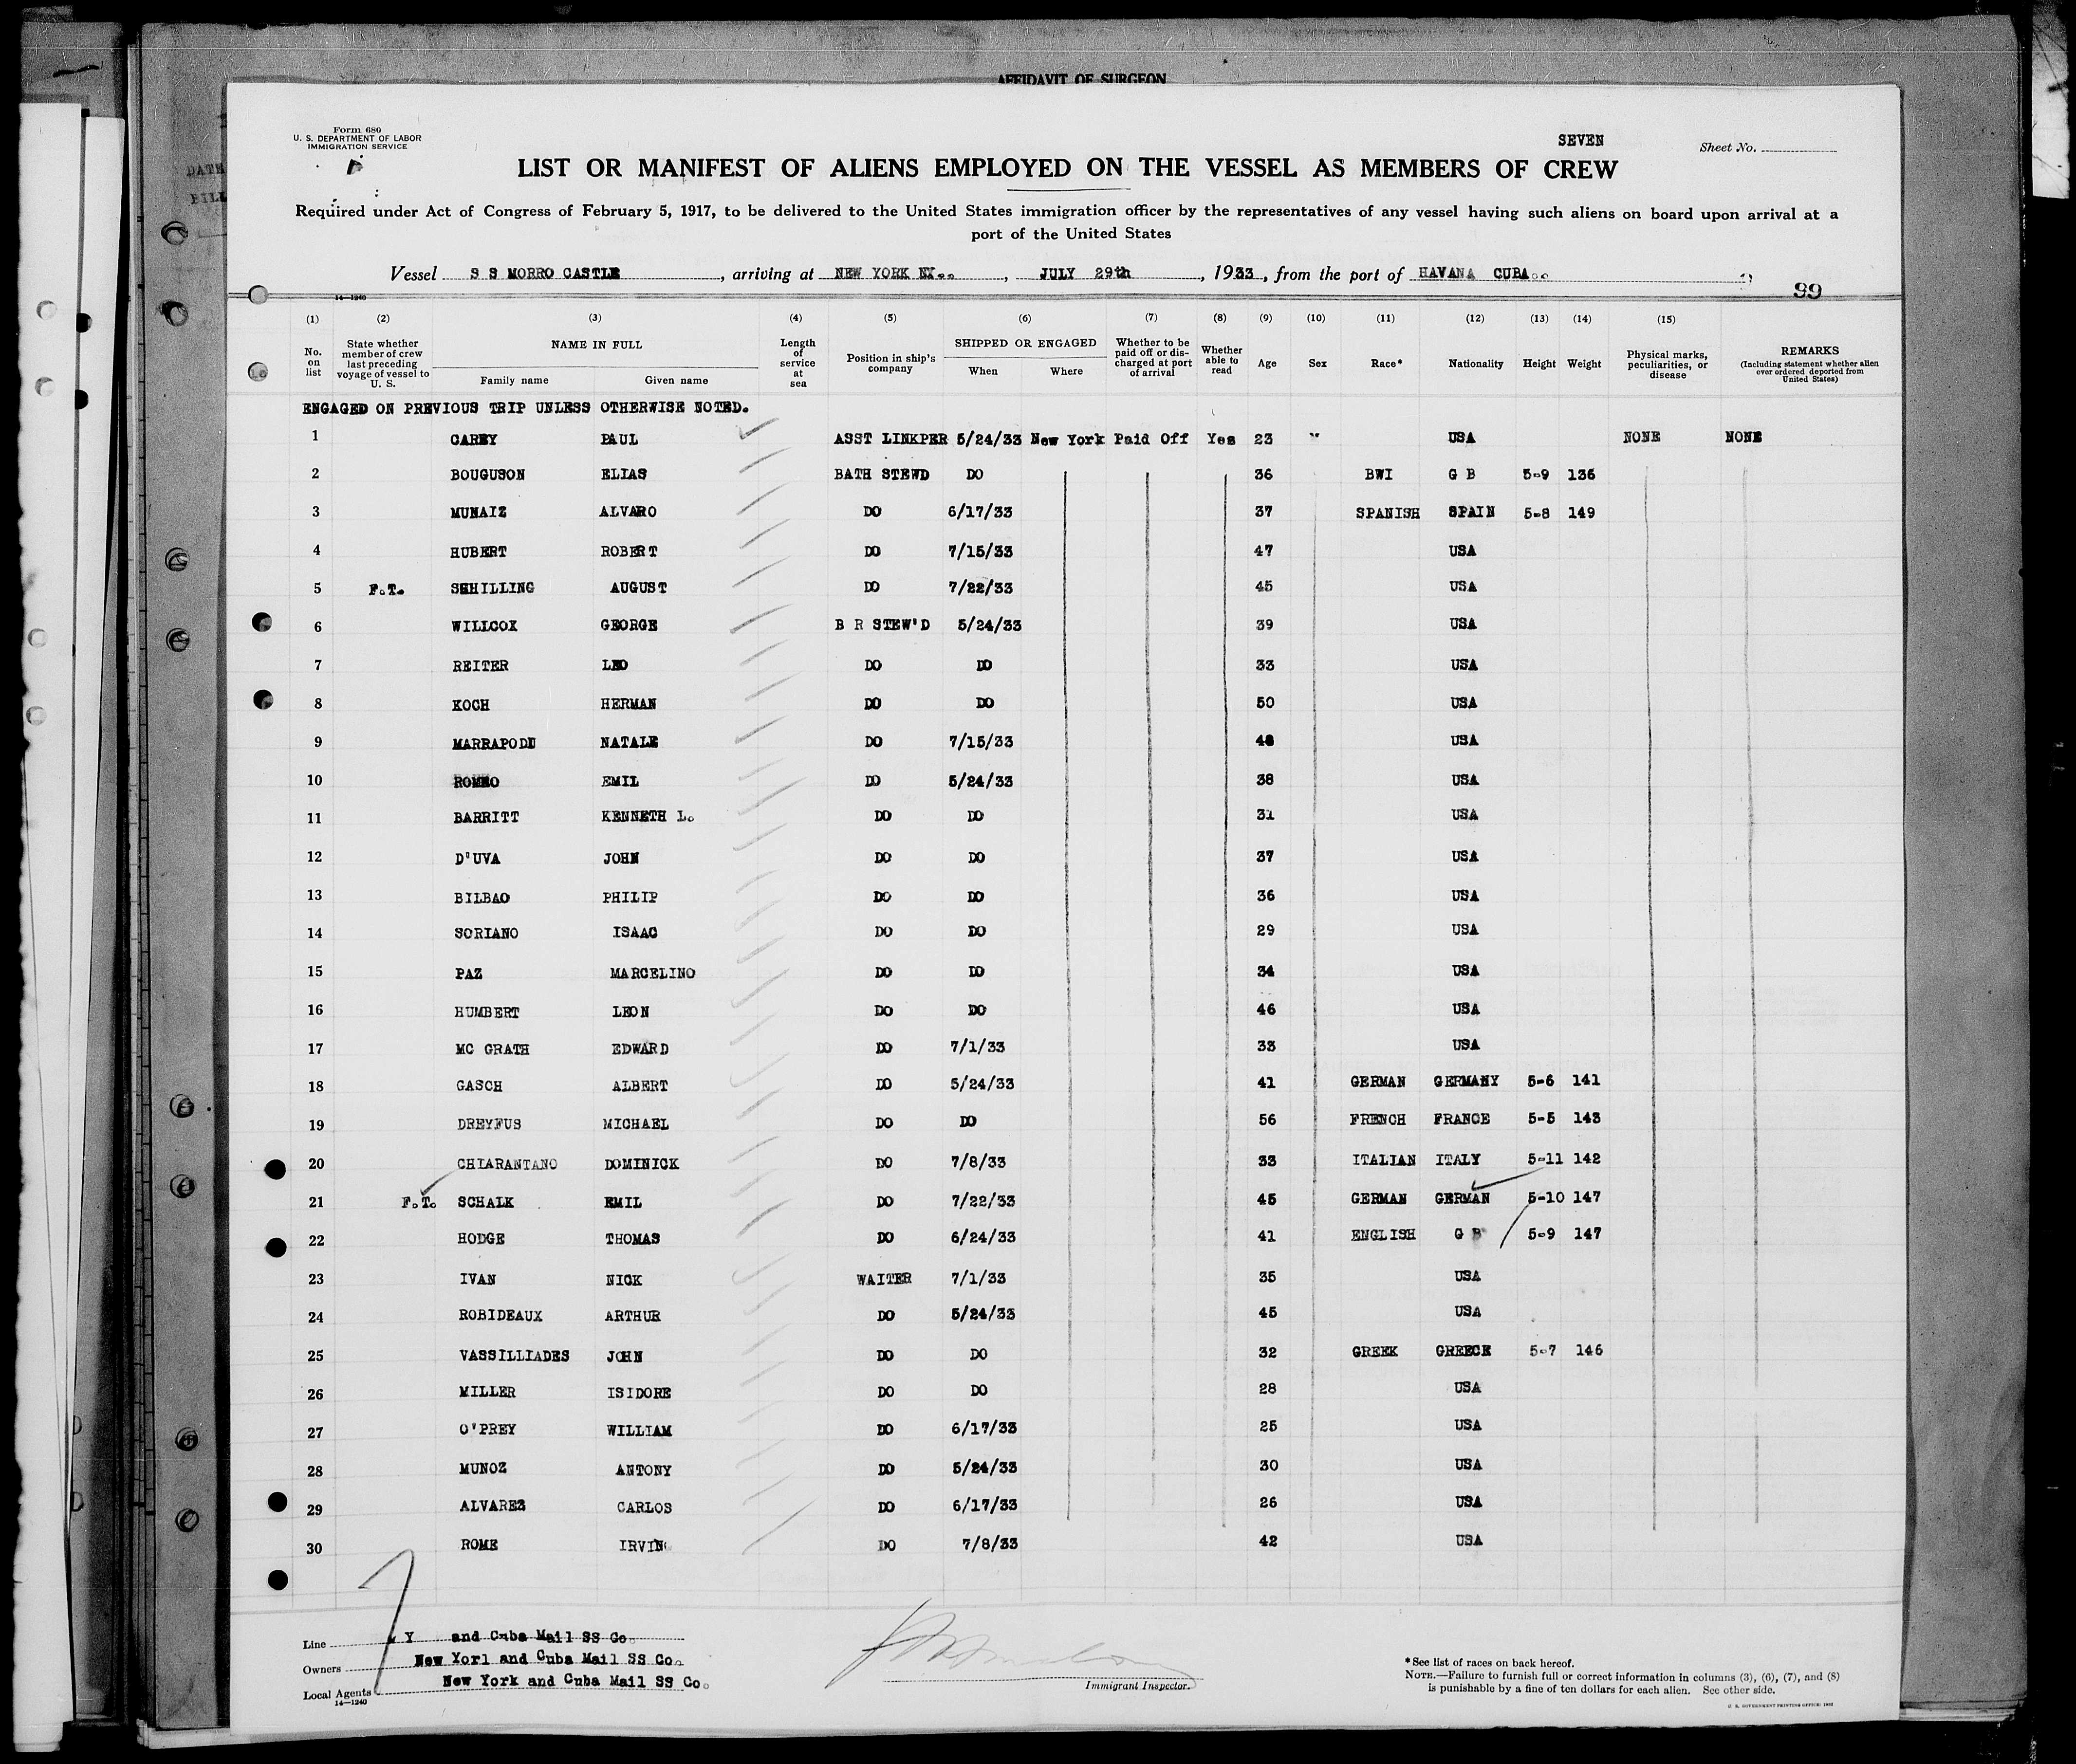 AFFIDAVIT OF SURGEON
Form 680
U. S. DEPARTMENT OF LABOR
IMMIGRATION SERVICE
SEVEN
Sheet No.
LIST OR MANIFEST OF ALIENS EMPLOYED ON THE VESSEL AS MEMBERS OF CREW
Required under Act of Congress of February 5, 1917, to be delivered to the United States immigration officer by the representatives of any vessel having such aliens on board upon arrival at a
port of the United States
Vessel S S MORRO CASTLE, arriving at NEW YORK NY.., JULY 29th, 1933, from the port of HAVANA CUBA..
14—1240
99
(1) (2) (3) (4) (5) (6) (7) (8) (9) (10) (11) (12) (13) (14) (15)
No. on list State whether member of crew last preceding voyage of vessel to U. S. NAME IN FULL Family name Given name Length of service at sea Position in ship's company SHIPPED OR ENGAGED When Where Whether to be paid off or discharged at port of arrival Whether able to read Age Sex Race* Nationality Height Weight Physical marks, peculiarities, or disease REMARKS (Including statement whether alien ever ordered deported from United States)
ENGAGED ON PREVIOUS TRIP UNLESS OTHERWISE NOTED.
1 CAREY PAUL ASST LINKPER 5/24/33 New York Paid Off Yes 23 USA NONE NONE
2 BOUGUSON ELIAS BATH STEWD DO 36 BWI G B 5-9 136
3 MUNAIZ ALVARO DO 6/17/33 37 SPANISH SPAIN 5-8 149
4 HUBERT ROBERT DO 7/15/33 47 USA
5 F.T. SHHILLING AUGUST DO 7/22/33 45 USA
6 WILLCOX GEORGE B R STEW'D 5/24/33 39 USA
7 REITER LEO DO DO 33 USA
8 KOCH HERMAN DO DO 50 USA
9 MARRAPODI NATALE DO 7/15/33 48 USA
10 ROMEO EMIL DO 5/24/33 38 USA
11 BARRITT KENNETH L. DO DO 31 USA
12 D'UVA JOHN DO DO 37 USA
13 BILBAO PHILIP DO DO 36 USA
14 SORIANO ISAAC DO DO 29 USA
15 PAZ MARCELINO DO DO 34 USA
16 HUMBERT LEON DO DO 46 USA
17 MC GRATH EDWARD DO 7/1/33 33 USA
18 GASCH ALBERT DO 5/24/33 41 GERMAN GERMANY 5-6 141
19 DREYFUS MICHAEL DO DO 56 FRENCH FRANCE 5-5 143
20 CHIARANTANO DOMINICK DO 7/8/33 33 ITALIAN ITALY 5-11 142
21 F.T. SCHALK EMIL DO 7/22/33 45 GERMAN GERMAN 5-10 147
22 HODGE THOMAS DO 6/24/33 41 ENGLISH G B 5-9 147
23 IVAN NICK WAITER 7/1/33 35 USA
24 ROBIDEAUX ARTHUR DO 5/24/33 45 USA
25 VASSILLIADES JOHN DO DO 32 GREEK GREECE 5-7 146
26 MILLER ISIDORE DO DO 28 USA
27 O'PREY WILLIAM DO 6/17/33 25 USA
28 MUNOZ ANTONY DO 5/24/33 30 USA
29 ALVAREZ CARLOS DO 6/17/33 26 USA
30 ROME IRVING DO 7/8/33 42 USA
Line Y and Cuba Mail SS Co
Owners New Yorl and Cuba Mail SS Co.
Local Agents New York and Cuba Mail SS Co.
14—1240
Immigrant Inspector.
*See list of races on back hereof.
NOTE.—Failure to furnish full or correct information in columns (3), (6), (7), and (8)
is punishable by a fine of ten dollars for each alien. See other side.
U. S. GOVERNMENT PRINTING OFFICE: 1932